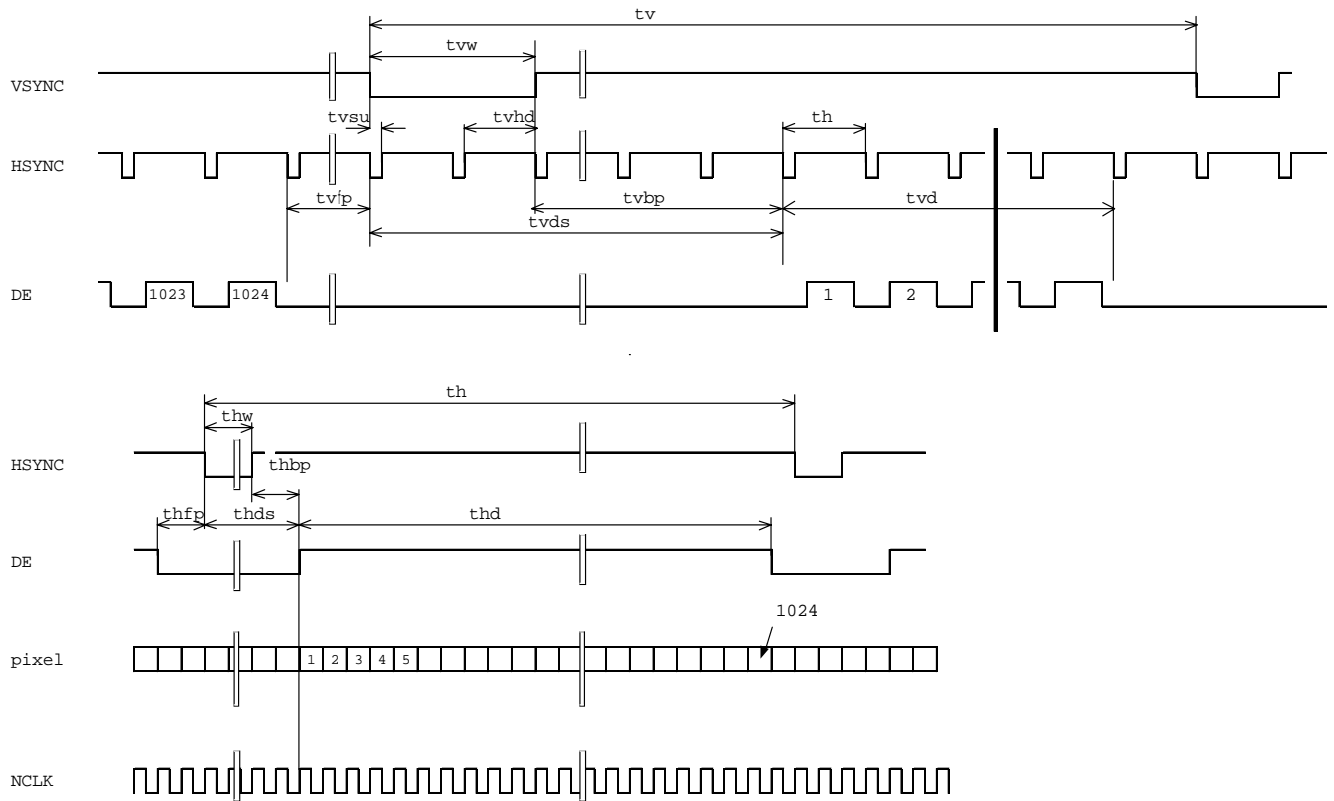 tv
tvw
VSYNC
tvsu
tvhd
th
HSYNC
tvfp
tvbp
tvd
tvds
DE
1023
1024
1
2
th
thw
HSYNC
thbp
thfp
thds
thd
DE
1024
pixel
1 2 3 4 5
NCLK